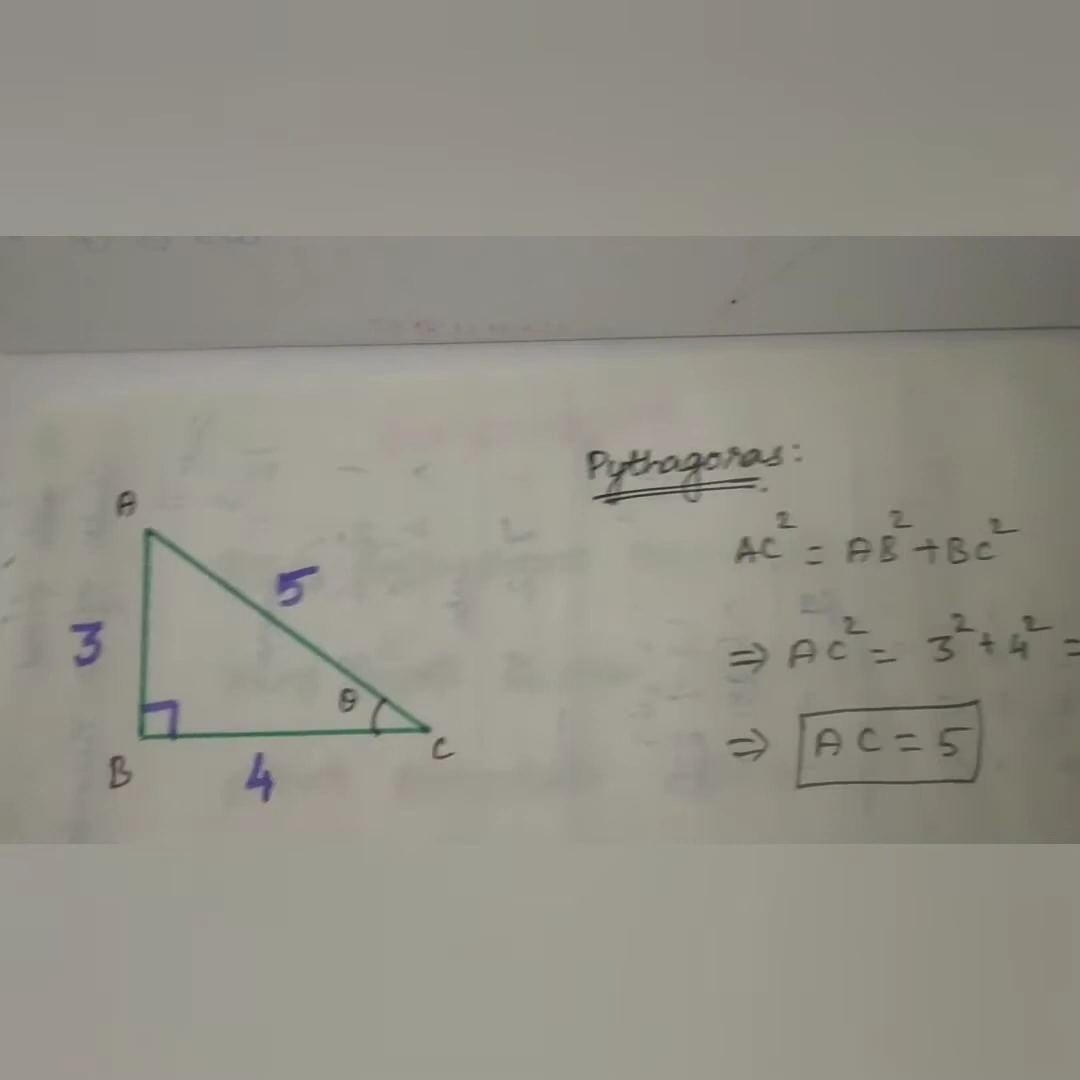 Pythagoras:
A
AC² = AB² + BC²
5
3
⇒ AC² = 3² + 4² =
θ
⇒ AC = 5
B
4
C